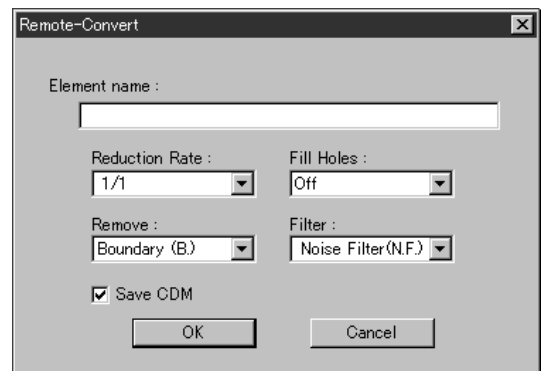 Remote-Convert
Element name :
Reduction Rate : Fill Holes :
1/1 Off
Remove : Filter :
Boundary (B.) Noise Filter(N.F.)
Save CDM
OK Cancel